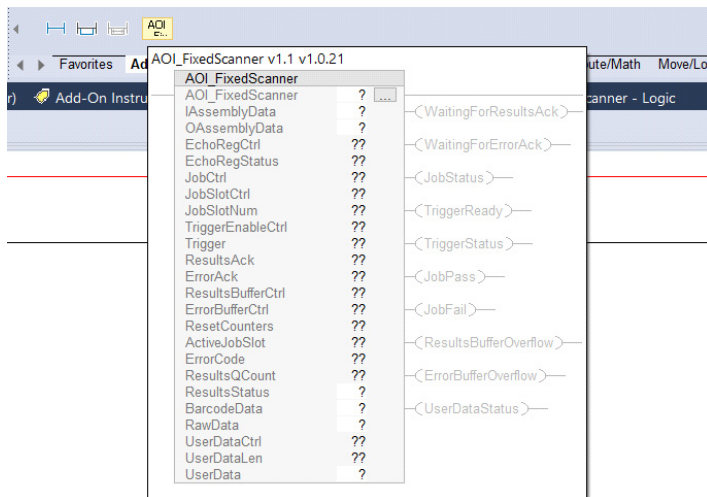 AOI
Favorites Ad
AOI_FixedScanner v1.1 v1.0.21
ute/Math Move/Lo
r) Add-On Instru
canner - Logic
AOI_FixedScanner
AOI_FixedScanner ? ...
IAssemblyData ? WaitingForResultsAck
OAssemblyData ?
EchoRegCtrl ?? WaitingForErrorAck
EchoRegStatus ??
JobCtrl ?? JobStatus
JobSlotCtrl ??
JobSlotNum ?? TriggerReady
TriggerEnableCtrl ??
Trigger ?? TriggerStatus
ResultsAck ??
ErrorAck ?? JobPass
ResultsBufferCtrl ??
ErrorBufferCtrl ?? JobFail
ResetCounters ??
ActiveJobSlot ?? ResultsBufferOverflow
ErrorCode ??
ResultsQCount ?? ErrorBufferOverflow
ResultsStatus ?
BarcodeData ? UserDataStatus
RawData ?
UserDataCtrl ??
UserDataLen ??
UserData ?